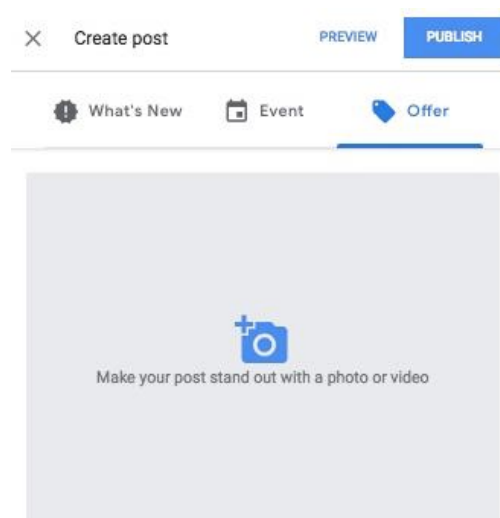 Create post PREVIEW PUBLISH
What's New Event Offer
Make your post stand out with a photo or video